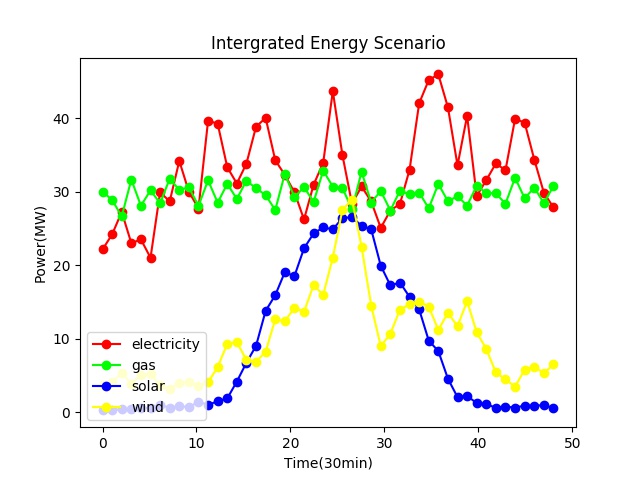 Intergrated Energy Scenario
Power(MW)
40
30
20
10
0
electricity
gas
solar
wind
0 10 20 30 40 50
Time(30min)